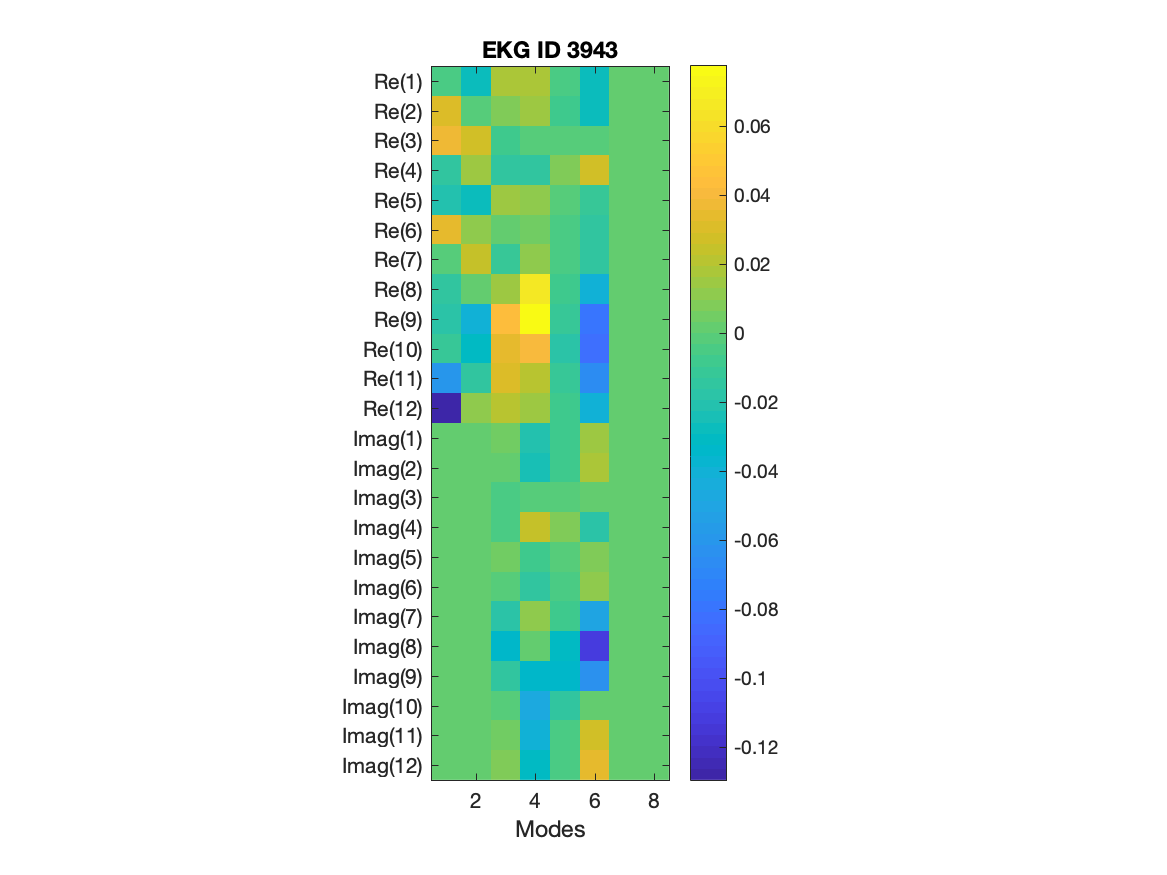 EKG ID 3943
Re(1)
Re(2)
Re(3)
Re(4)
Re(5)
Re(6)
Re(7)
Re(8)
Re(9)
Re(10)
Re(11)
Re(12)
Imag(1)
Imag(2)
Imag(3)
Imag(4)
Imag(5)
Imag(6)
Imag(7)
Imag(8)
Imag(9)
Imag(10)
Imag(11)
Imag(12)
2 4 6 8
Modes
0.06
0.04
0.02
0
-0.02
-0.04
-0.06
-0.08
-0.1
-0.12